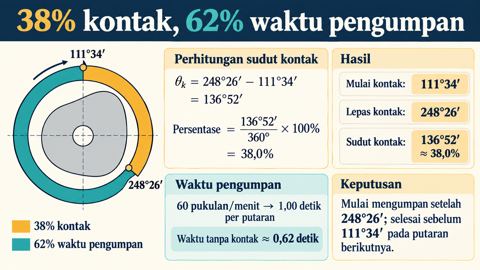 38% kontak, 62% waktu pengumpan
111°34′
248°26′
38% kontak
62% waktu pengumpan
Perhitungan sudut kontak
θk = 248°26′ − 111°34′
= 136°52′
Persentase = 136°52′ / 360° × 100%
= 38,0%
Hasil
Mulai kontak: 111°34′
Lepas kontak: 248°26′
Sudut kontak: 136°52′
≈ 38,0%
Waktu pengumpan
60 pukulan/menit → 1,00 detik
per putaran
Waktu tanpa kontak ≈ 0,62 detik
Keputusan
Mulai mengumpan setelah
248°26′; selesai sebelum
111°34′ pada putaran
berikutnya.